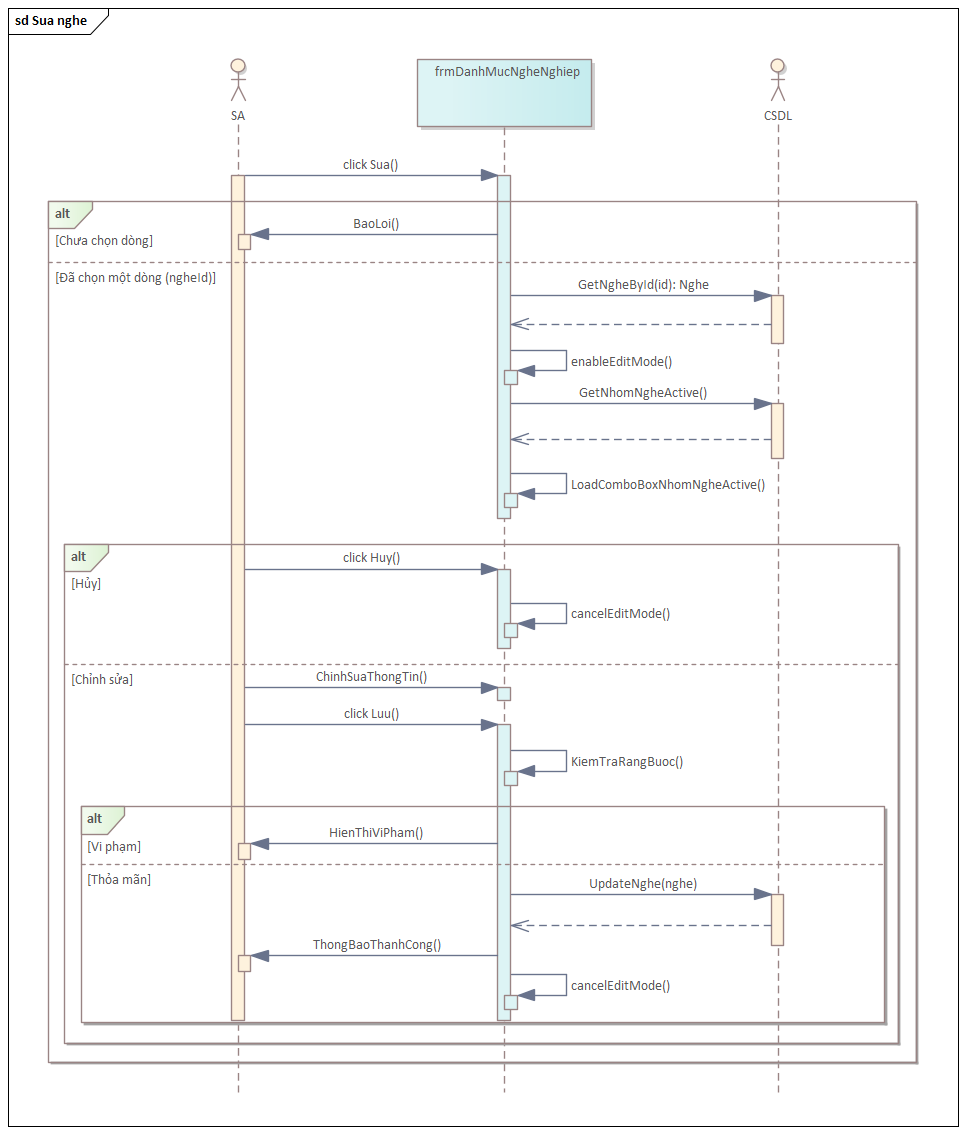 sd Sua nghe
SA
frmDanhMucNgheNghiep
CSDL
click Sua()
alt
BaoLoi()
[Chưa chọn dòng]
[Đã chọn một dòng (ngheId)]
GetNgheById(id): Nghe
enableEditMode()
GetNhomNgheActive()
LoadComboBoxNhomNgheActive()
alt
click Huy()
[Hủy]
cancelEditMode()
[Chỉnh sửa]
ChinhSuaThongTin()
click Luu()
KiemTraRangBuoc()
alt
HienThiViPham()
[Vi phạm]
[Thỏa mãn]
UpdateNghe(nghe)
ThongBaoThanhCong()
cancelEditMode()